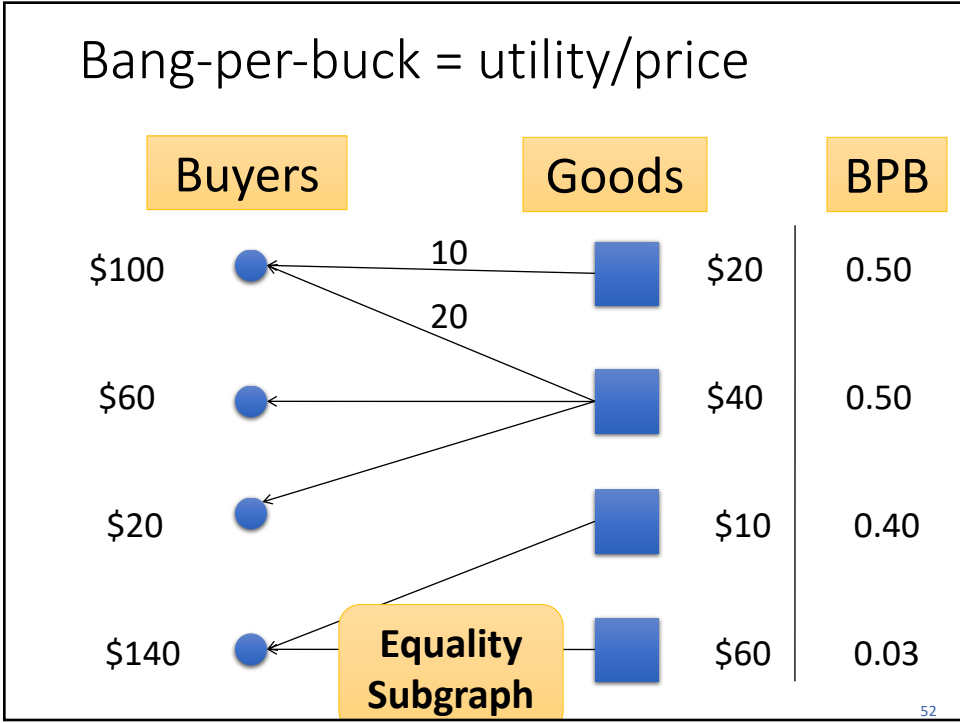 Bang-per-buck = utility/price
Buyers Goods BPB
$100 10 $20 0.50
20
$60 $40 0.50
$20 $10 0.40
$140 Equality $60 0.03
Subgraph
52